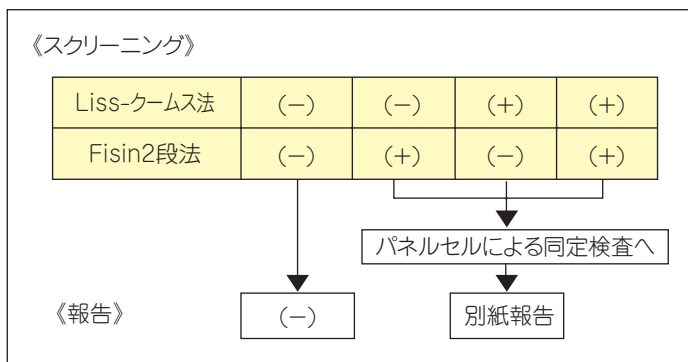 《スクリーニング》
Liss-クームス法 (−) (−) (+) (+)
Fisin2段法 (−) (+) (−) (+)
パネルセルによる同定検査へ
《報告》 (−) 別紙報告